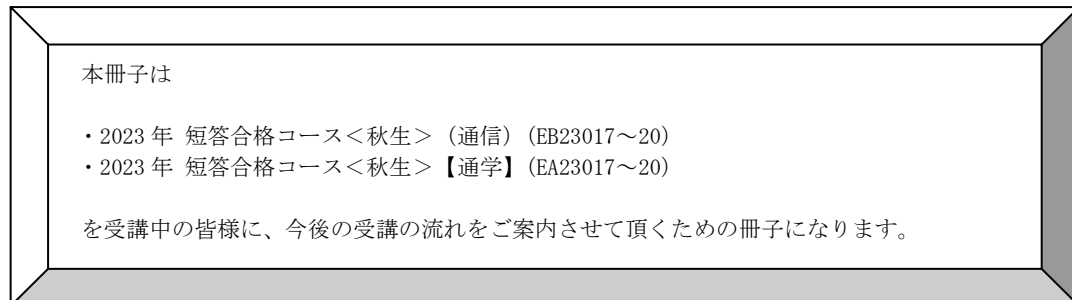 本冊子は
・2023 年 短答合格コース＜秋生＞（通信）(EB23017～20)
・2023 年 短答合格コース＜秋生＞【通学】(EA23017～20)
を受講中の皆様に、今後の受講の流れをご案内させて頂くための冊子になります。